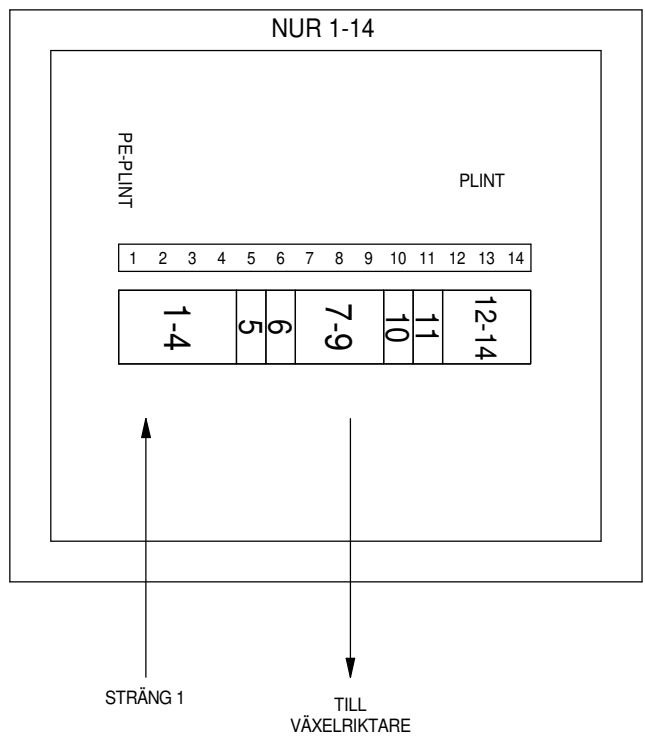 NUR 1-14
PE-PLINT
PLINT
1 2 3 4 5 6 7 8 9 10 11 12 13 14
1-4 5 6 7-9 10 11 12-14
STRÄNG 1
TILL
VÄXELRIKTARE